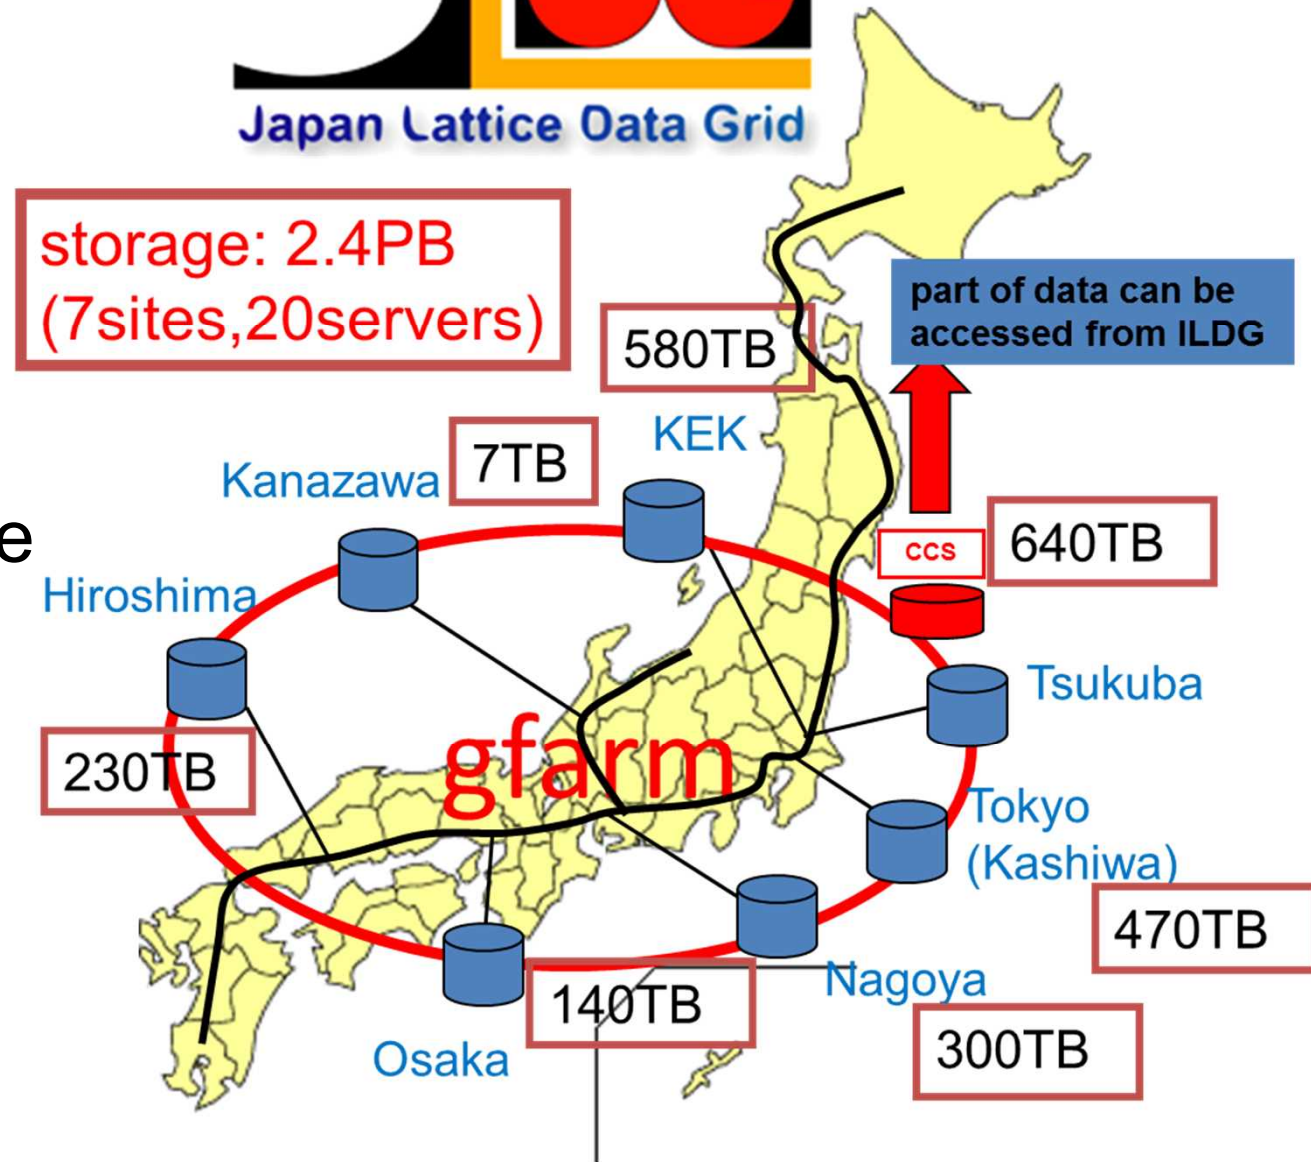 Japan Lattice Data Grid
storage: 2.4PB
(7sites,20servers)
part of data can be
accessed from ILDG
580TB
KEK
7TB
Kanazawa
e
CCS
640TB
Hiroshima
Tsukuba
230TB
gfarm
Tokyo
(Kashiwa)
470TB
Nagoya
140TB
Osaka
300TB